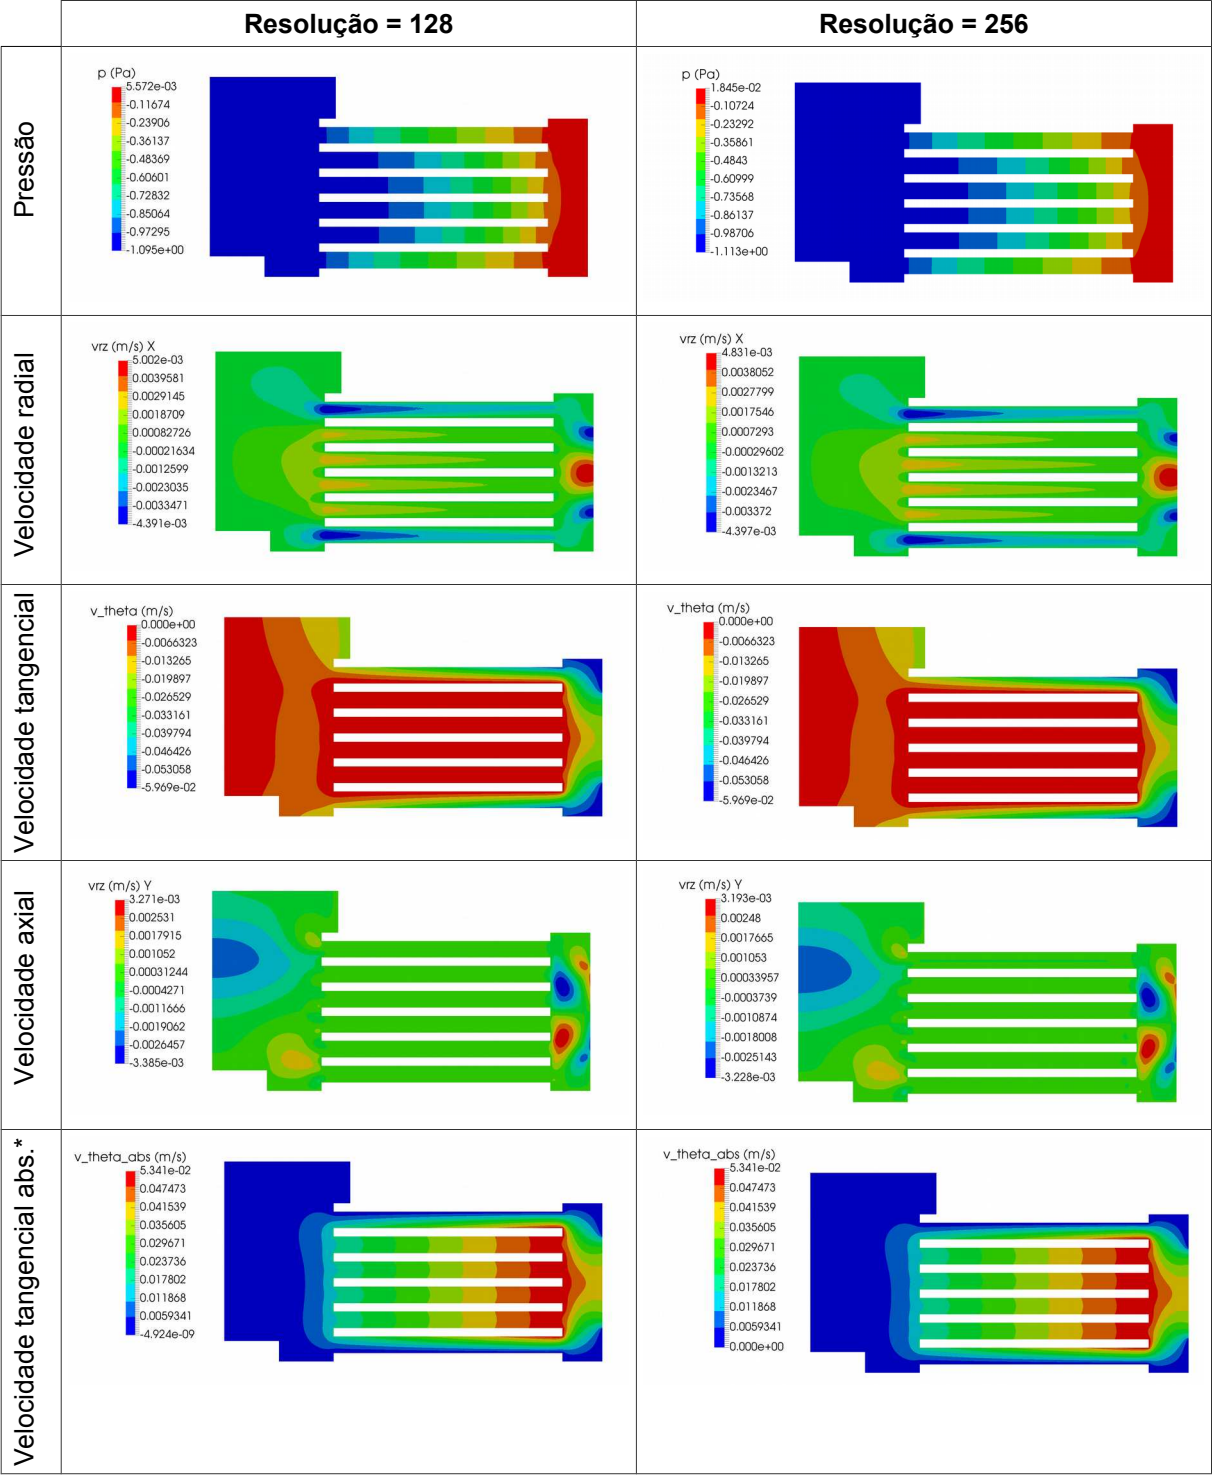 Resolução = 128
Resolução = 256
Pressão
p (Pa)
5.572e-03
-0.11674
-0.23906
-0.36137
-0.48369
-0.60601
-0.72832
-0.85064
-0.97295
-1.095e+00
p (Pa)
1.845e-02
-0.10724
-0.23292
-0.35861
-0.4843
-0.60999
-0.73568
-0.86137
-0.98706
-1.113e+00
Velocidade radial
vrz (m/s) X
5.002e-03
0.0039581
0.0029145
0.0018709
0.00082726
-0.00021634
-0.0012599
-0.0023035
-0.0033471
-4.391e-03
vrz (m/s) X
4.831e-03
0.0038052
0.0027799
0.0017546
0.0007293
-0.00029602
-0.0013213
-0.0023467
-0.003372
-4.397e-03
Velocidade tangencial
v_theta (m/s)
0.000e+00
-0.0066323
-0.013265
-0.019897
-0.026529
-0.033161
-0.039794
-0.046426
-0.053058
-5.969e-02
v_theta (m/s)
0.000e+00
-0.0066323
-0.013265
-0.019897
-0.026529
-0.033161
-0.039794
-0.046426
-0.053058
-5.969e-02
Velocidade axial
vrz (m/s) Y
3.271e-03
0.002531
0.0017915
0.001052
0.00031244
-0.0004271
-0.0011666
-0.0019062
-0.0026457
-3.385e-03
vrz (m/s) Y
3.193e-03
0.00248
0.0017665
0.001053
0.00033957
-0.0003739
-0.0010874
-0.0018008
-0.0025143
-3.228e-03
Velocidade tangencial abs.*
v_theta_abs (m/s)
5.341e-02
0.047473
0.041539
0.035605
0.029671
0.023736
0.017802
0.011868
0.0059341
-4.924e-09
v_theta_abs (m/s)
5.341e-02
0.047473
0.041539
0.035605
0.029671
0.023736
0.017802
0.011868
0.0059341
0.000e+00